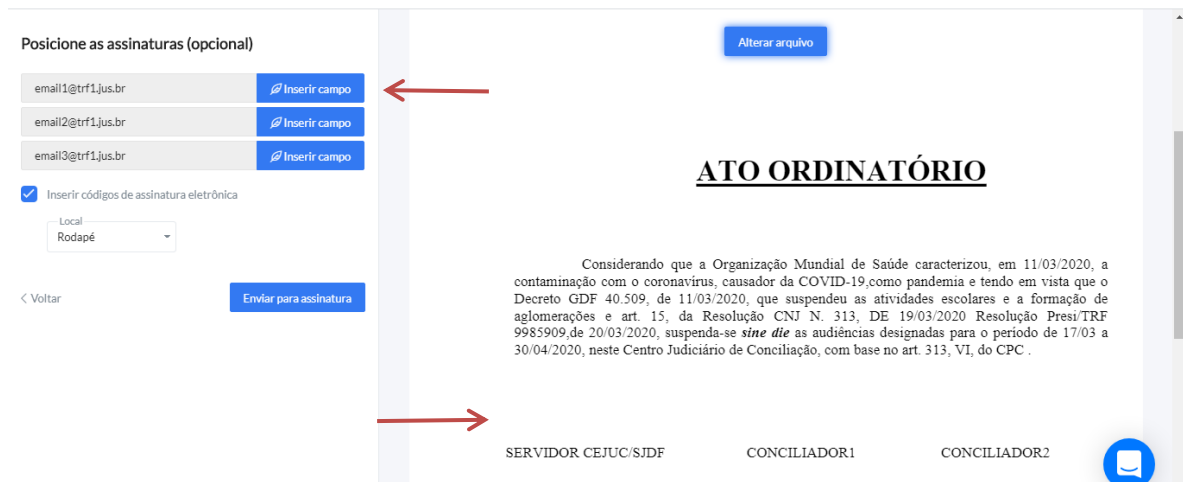 Posicione as assinaturas (opcional)
email1@trf1.jus.br Inserir campo
email2@trf1.jus.br Inserir campo
email3@trf1.jus.br Inserir campo
Inserir códigos de assinatura eletrônica
Local
Rodapé
< Voltar
Enviar para assinatura
Alterar arquivo
ATO ORDINATÓRIO
Considerando que a Organização Mundial de Saúde caracterizou, em 11/03/2020, a
contaminação com o coronavírus, causador da COVID-19,como pandemia e tendo em vista que o
Decreto GDF 40.509, de 11/03/2020, que suspendeu as atividades escolares e a formação de
aglomerações e art. 15, da Resolução CNJ N. 313, DE 19/03/2020 Resolução Presi/TRF
9985909,de 20/03/2020, suspenda-se sine die as audiências designadas para o período de 17/03 a
30/04/2020, neste Centro Judiciário de Conciliação, com base no art. 313, VI, do CPC .
SERVIDOR CEJUC/SJDF CONCILIADOR1 CONCILIADOR2